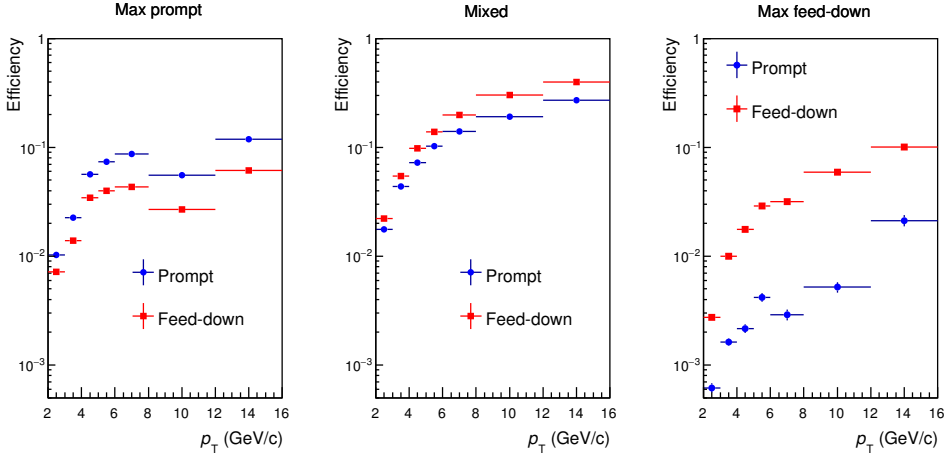 Max prompt
Efficiency
1
10⁻¹
10⁻²
10⁻³
Prompt
Feed-down
2 4 6 8 10 12 14 16
p_T (GeV/c)
Mixed
Efficiency
1
10⁻¹
10⁻²
10⁻³
Prompt
Feed-down
2 4 6 8 10 12 14 16
p_T (GeV/c)
Max feed-down
Efficiency
1
10⁻¹
10⁻²
10⁻³
Prompt
Feed-down
2 4 6 8 10 12 14 16
p_T (GeV/c)